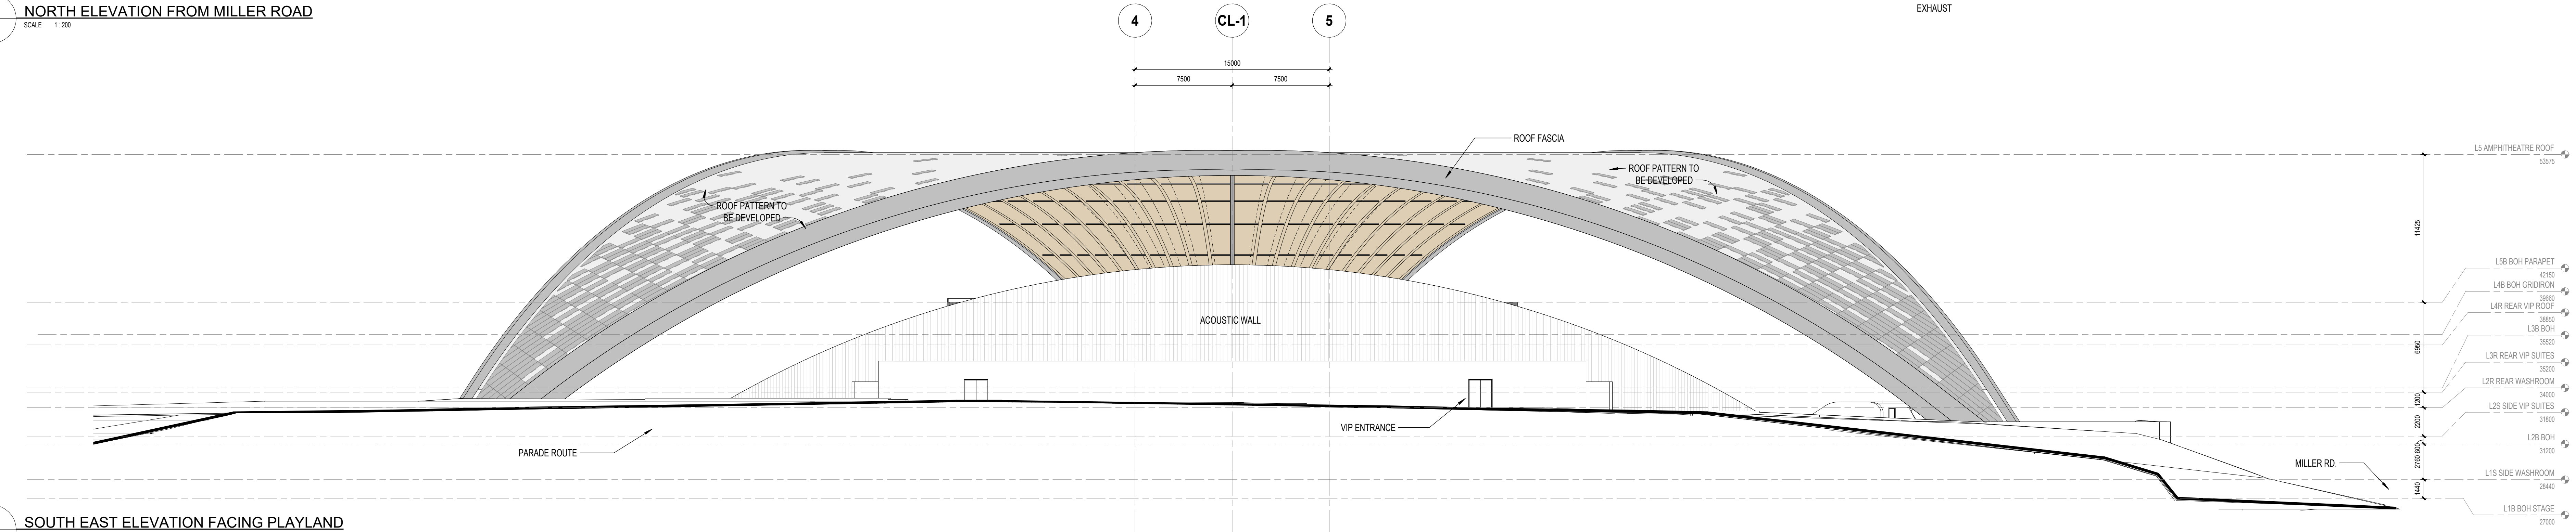 NORTH ELEVATION FROM MILLER ROAD
SCALE 1 : 200
4
CL-1
5
EXHAUST
15000
7500
7500
ROOF FASCIA
ROOF PATTERN TO
BE DEVELOPED
ROOF PATTERN TO
BE DEVELOPED
ACOUSTIC WALL
VIP ENTRANCE
PARADE ROUTE
MILLER RD.
11425
6950
1200
2200
600
2760
1440
L5 AMPHITHEATRE ROOF
53575
L5B BOH PARAPET
42150
L4B BOH GRIDIRON
39660
L4R REAR VIP ROOF
38850
L3B BOH
35520
L3R REAR VIP SUITES
35200
L2R REAR WASHROOM
34000
L2S SIDE VIP SUITES
31800
L2B BOH
31200
L1S SIDE WASHROOM
28440
L1B BOH STAGE
27000
SOUTH EAST ELEVATION FACING PLAYLAND